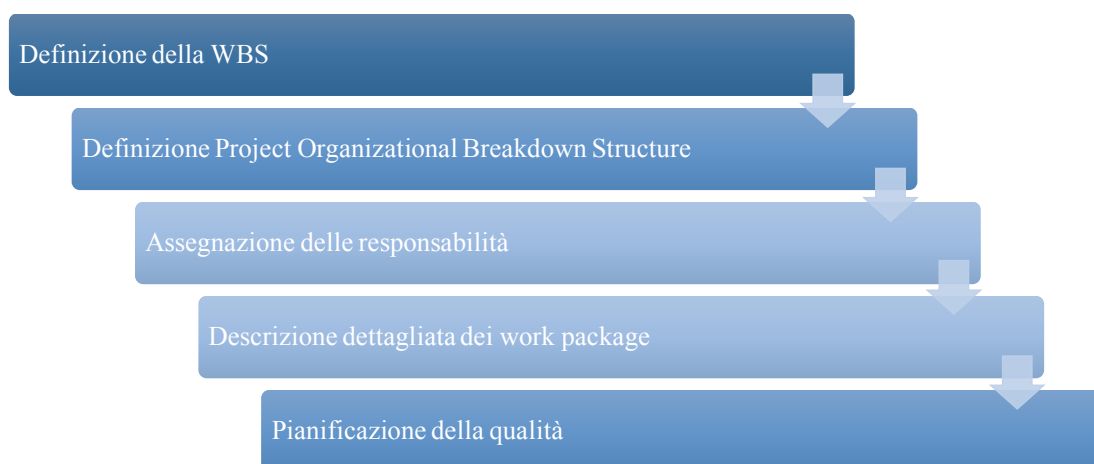 Definizione della WBS
Definizione Project Organizational Breakdown Structure
Assegnazione delle responsabilità
Descrizione dettagliata dei work package
Pianificazione della qualità